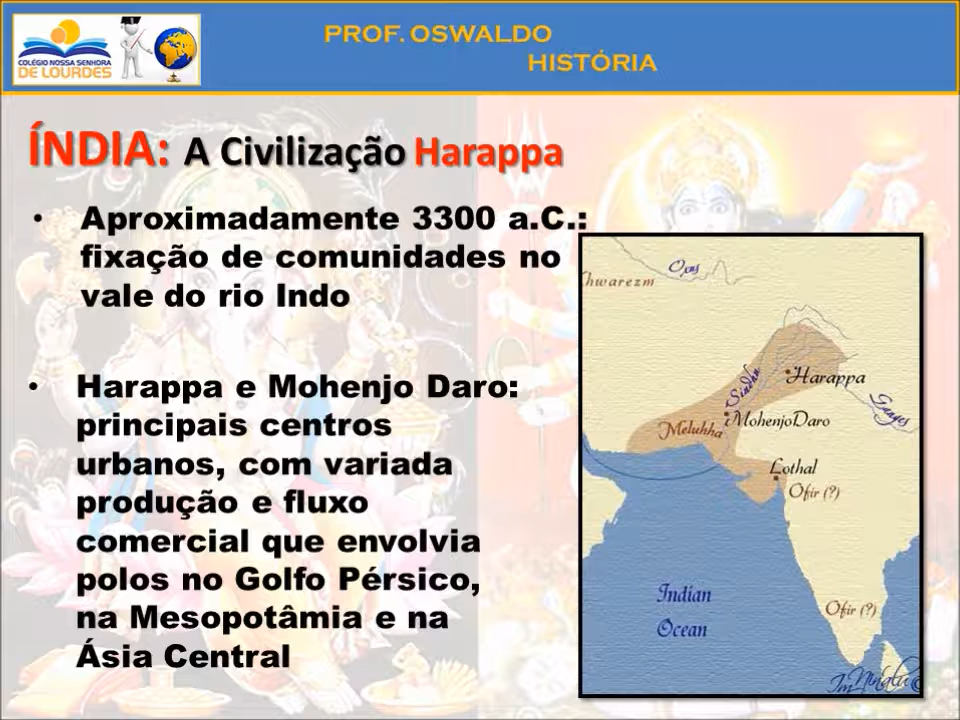 COLÉGIO NOSSA SENHORA
DE LOURDES
PROF. OSWALDO
HISTÓRIA
ÍNDIA: A Civilização Harappa
• Aproximadamente 3300 a.C.:
fixação de comunidades no
vale do rio Indo
• Harappa e Mohenjo Daro:
principais centros
urbanos, com variada
produção e fluxo
comercial que envolvia
polos no Golfo Pérsico,
na Mesopotâmia e na
Ásia Central
Oxus
Khwarezm
Sindhu
Harappa
Ganges
MohenjoDaro
Meluhha
Lothal
Ofir (?)
Indian
Ocean
Ofir (?)